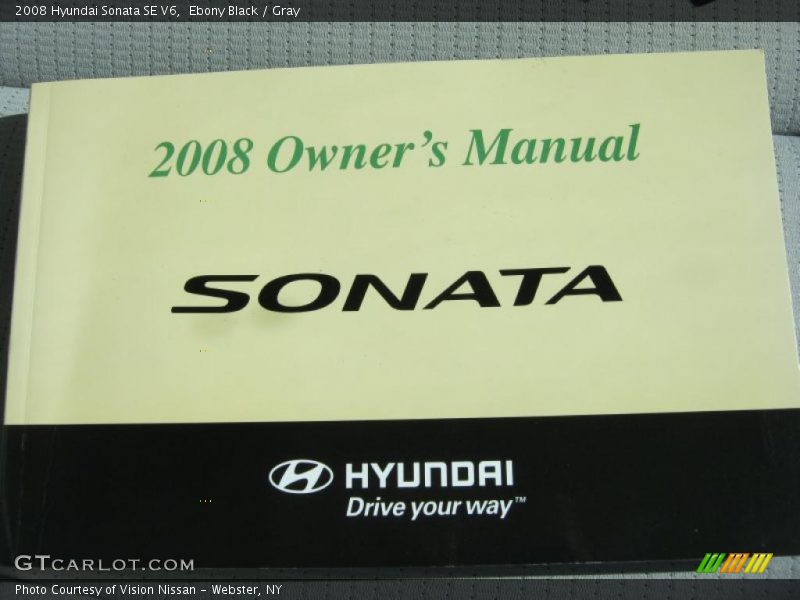 2008 Hyundai Sonata SE V6, Ebony Black / Gray
2008 Owner's Manual
SONATA
HYUNDAI
Drive your way™
GTCARLOT.COM
Photo Courtesy of Vision Nissan - Webster, NY